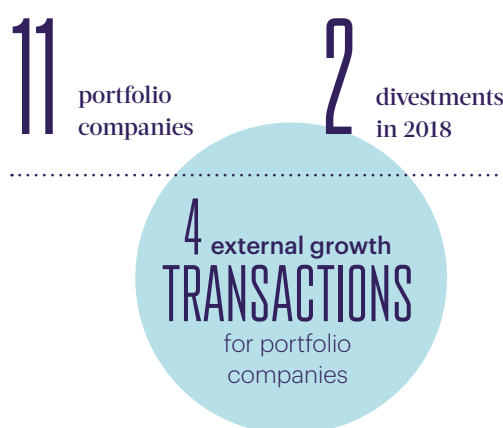 11 portfolio
companies
2 divestments
in 2018
4 external growth
TRANSACTIONS
for portfolio
companies